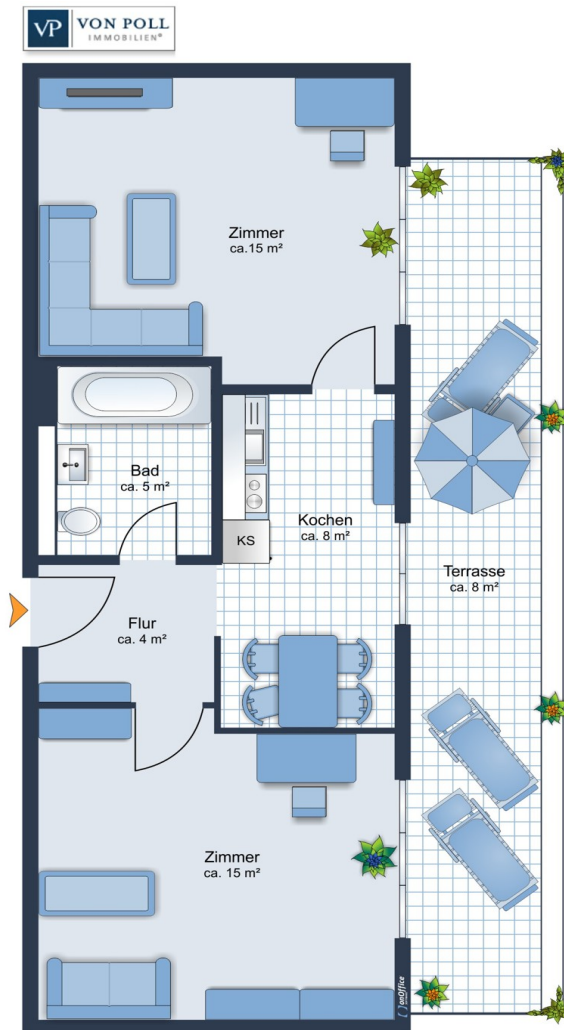 VP VON POLL
IMMOBILIEN®
Zimmer
ca.15 m²
Bad
ca. 5 m²
Kochen
ca. 8 m²
KS
Terrasse
ca. 8 m²
Flur
ca. 4 m²
Zimmer
ca. 15 m²
onOffice